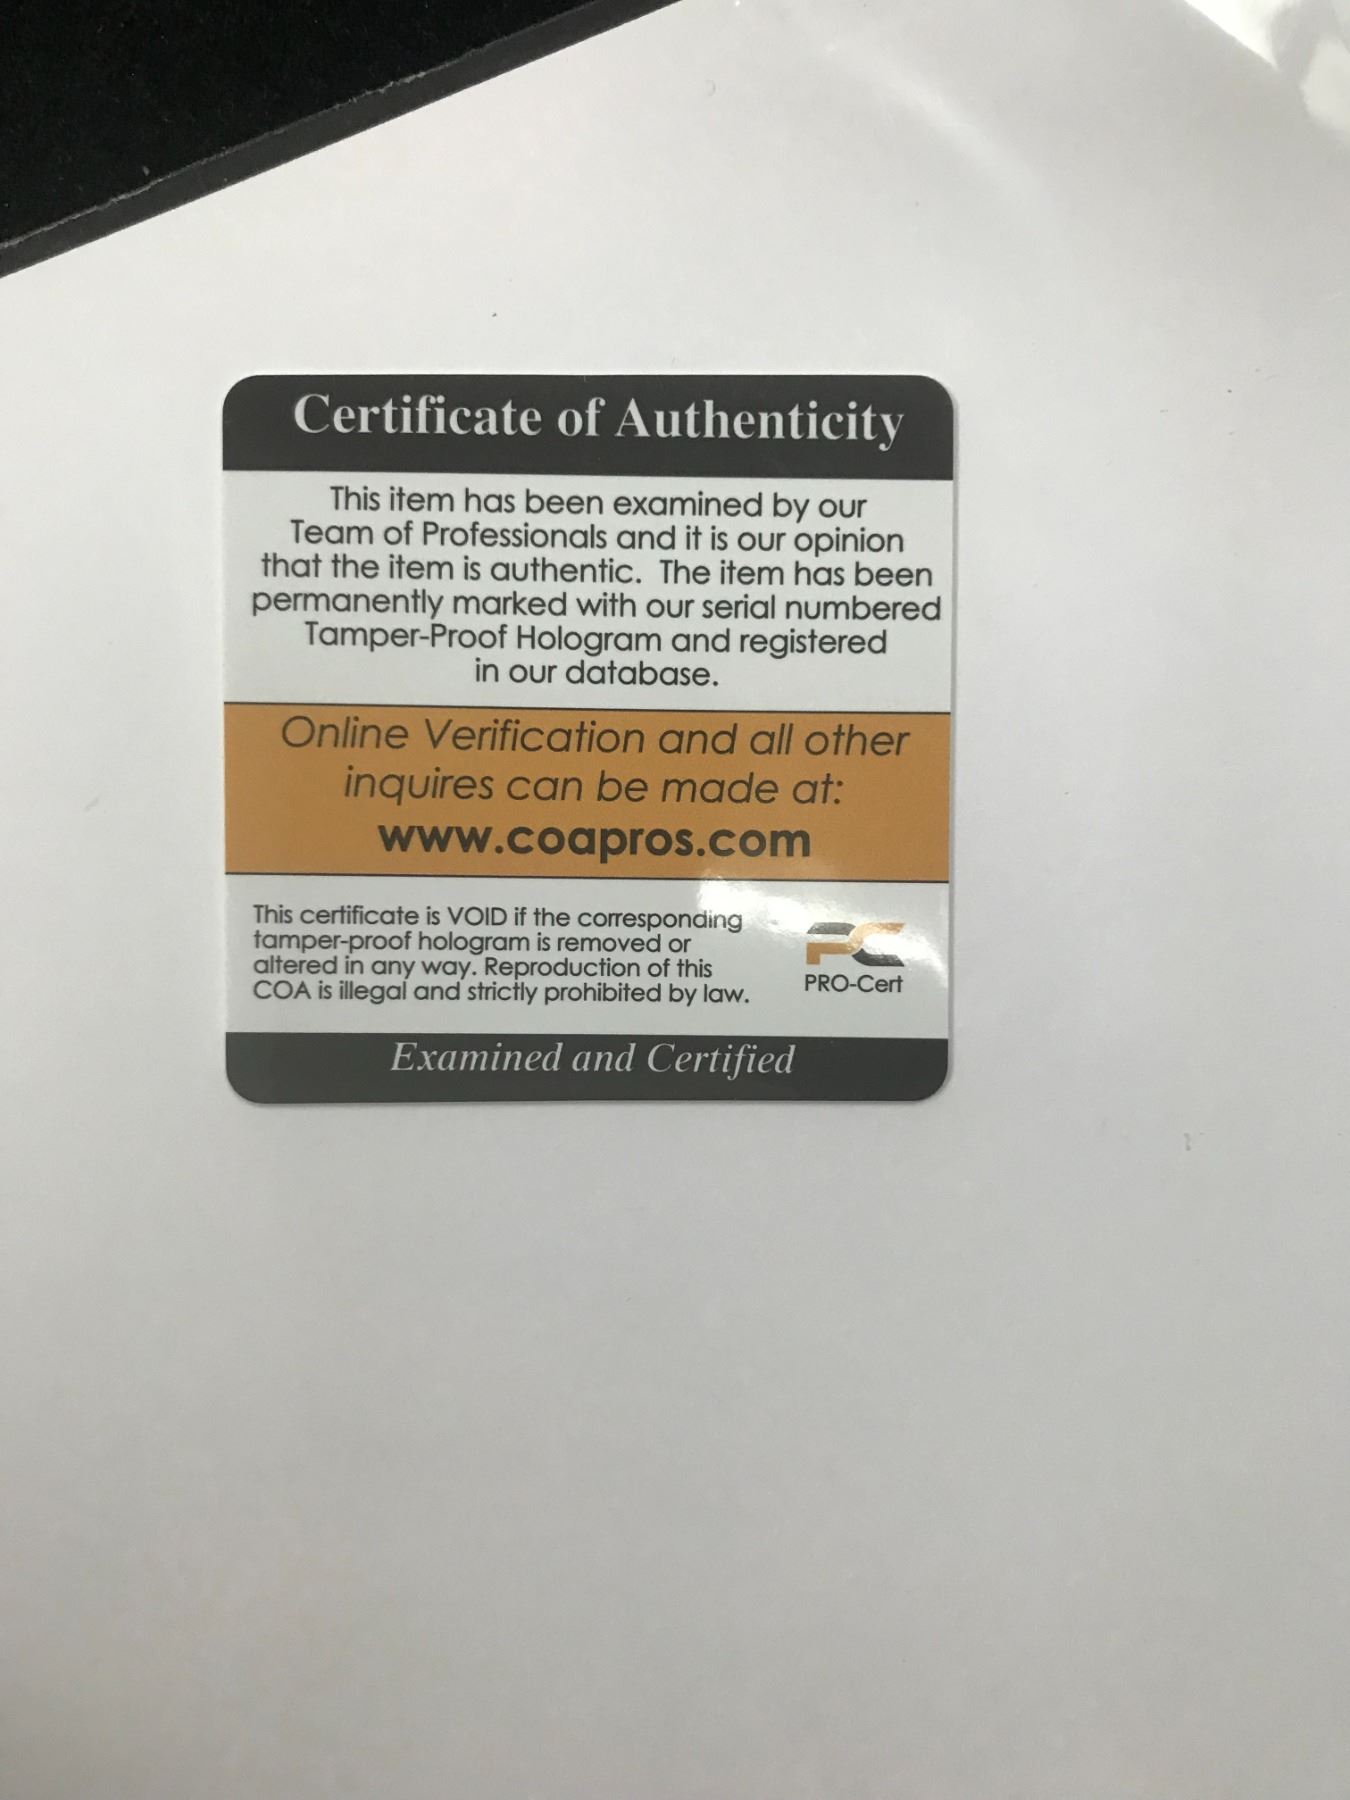 Certificate of Authenticity
This item has been examined by our
Team of Professionals and it is our opinion
that the item is authentic. The item has been
permanently marked with our serial numbered
Tamper-Proof Hologram and registered
in our database.
Online Verification and all other
inquires can be made at:
www.coapros.com
This certificate is VOID if the corresponding
tamper-proof hologram is removed or
altered in any way. Reproduction of this
COA is illegal and strictly prohibited by law.
PC
PRO-Cert
Examined and Certified